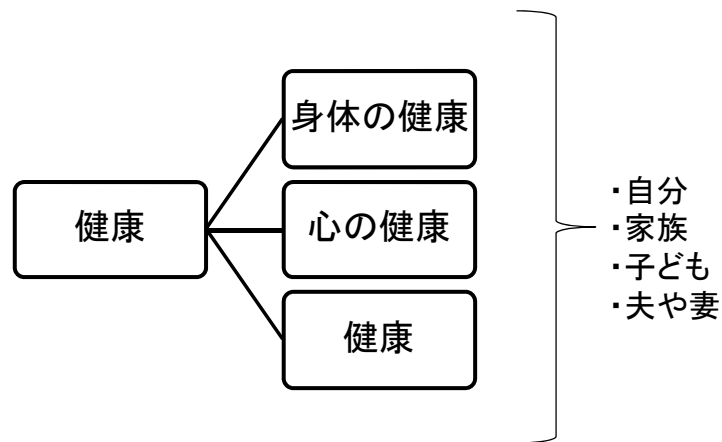 健康
身体の健康
心の健康
健康
・自分
・家族
・子ども
・夫や妻